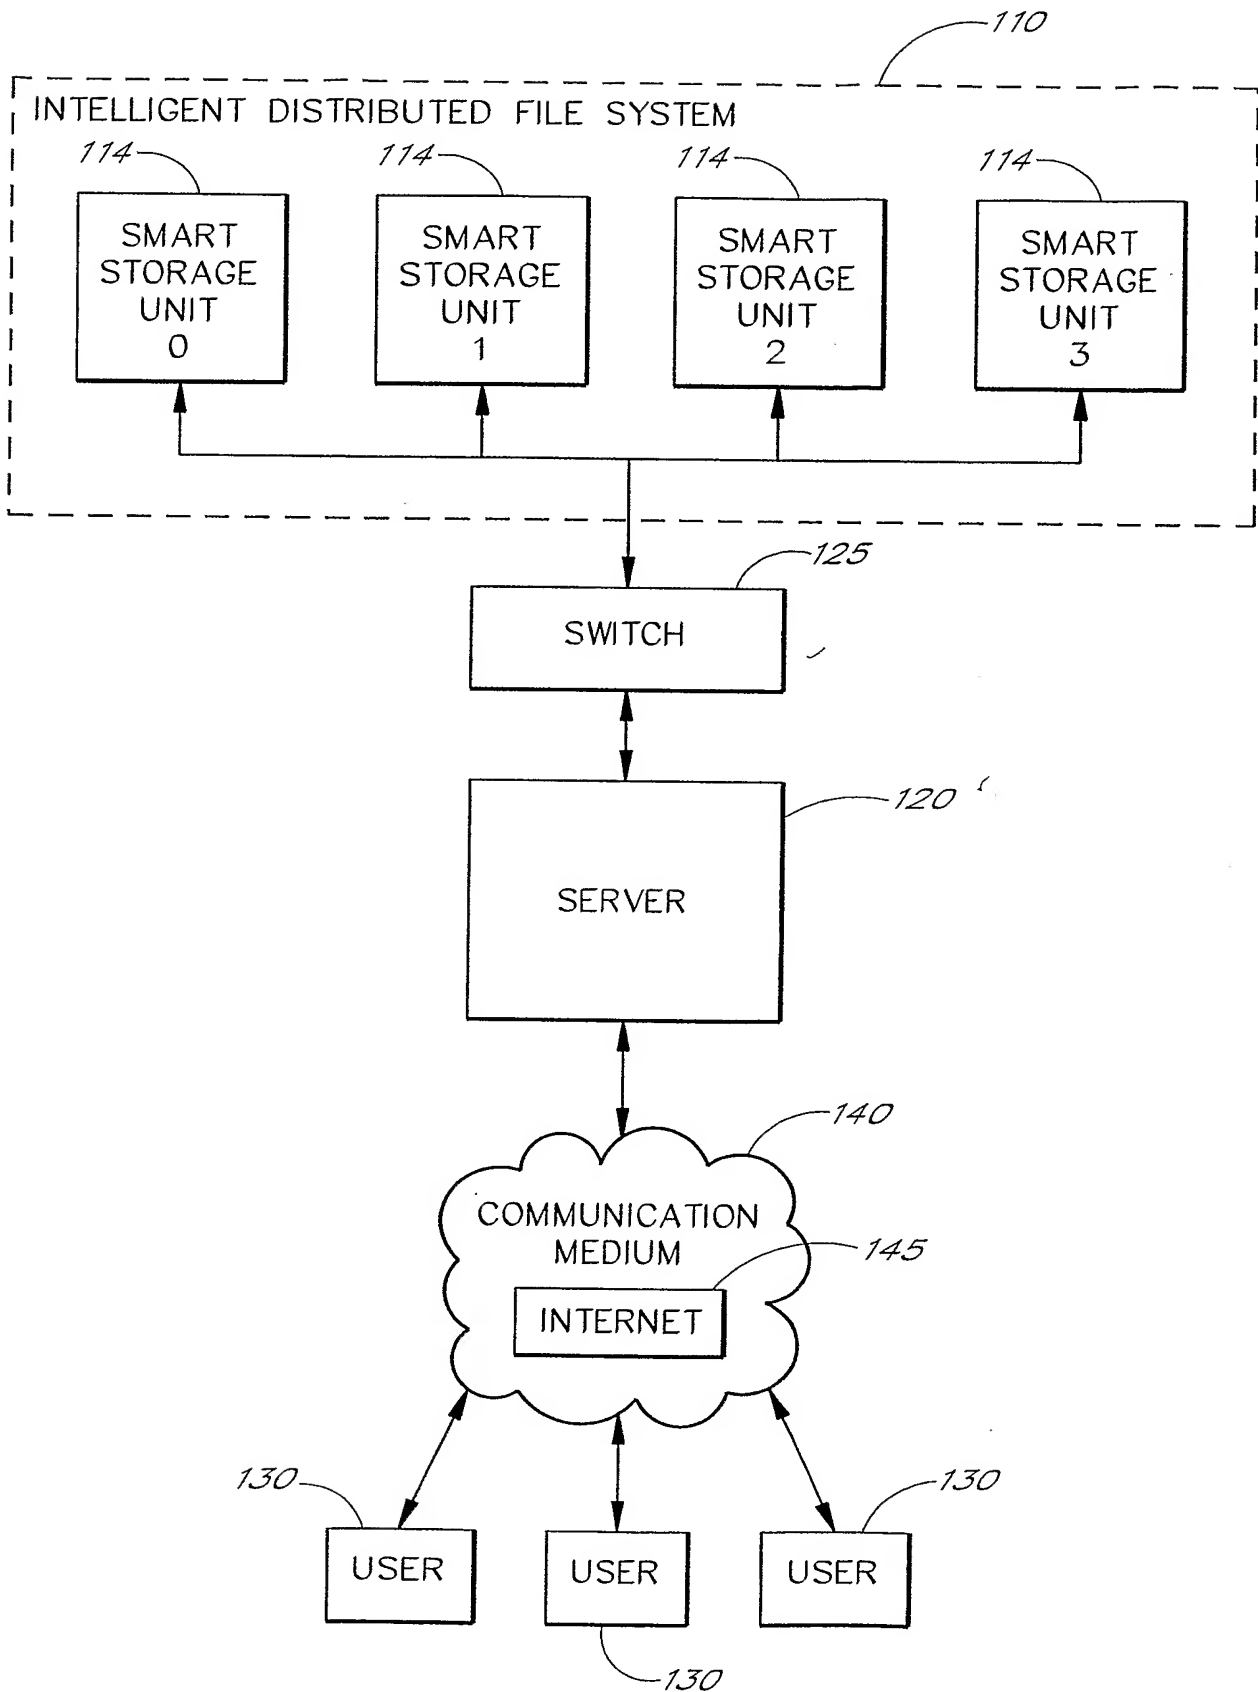 110
INTELLIGENT DISTRIBUTED FILE SYSTEM
114
114
114
114
SMART
STORAGE
UNIT
0
SMART
STORAGE
UNIT
1
SMART
STORAGE
UNIT
2
SMART
STORAGE
UNIT
3
125
SWITCH
120
SERVER
140
COMMUNICATION
MEDIUM
145
INTERNET
130
130
USER
USER
USER
130